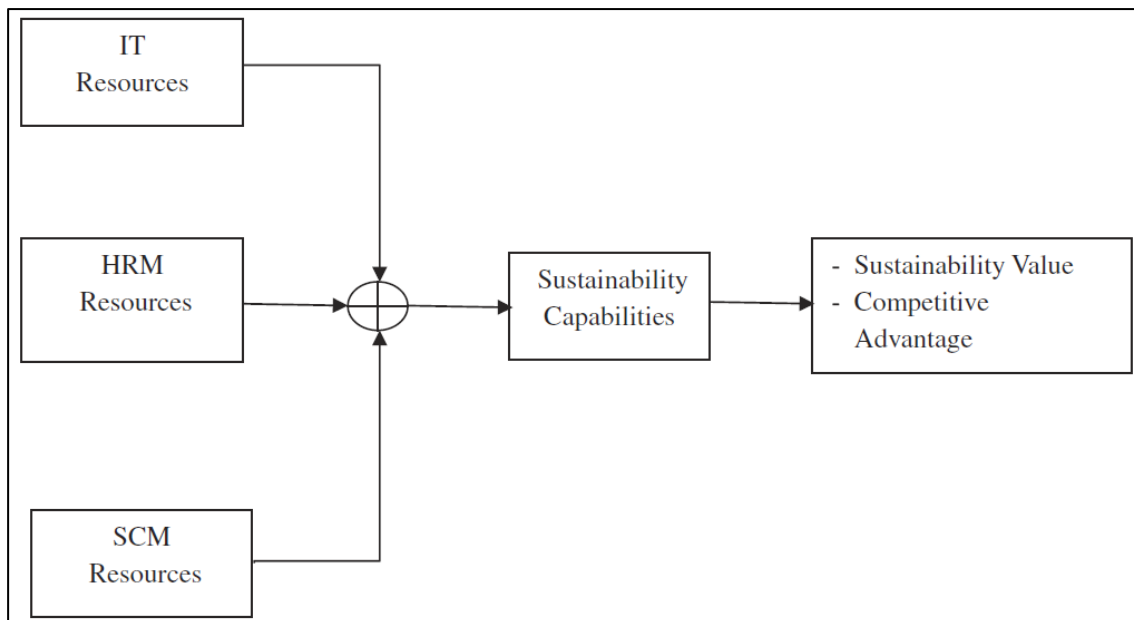 IT
Resources
HRM
Resources
Sustainability
Capabilities
- Sustainability Value
- Competitive
Advantage
SCM
Resources